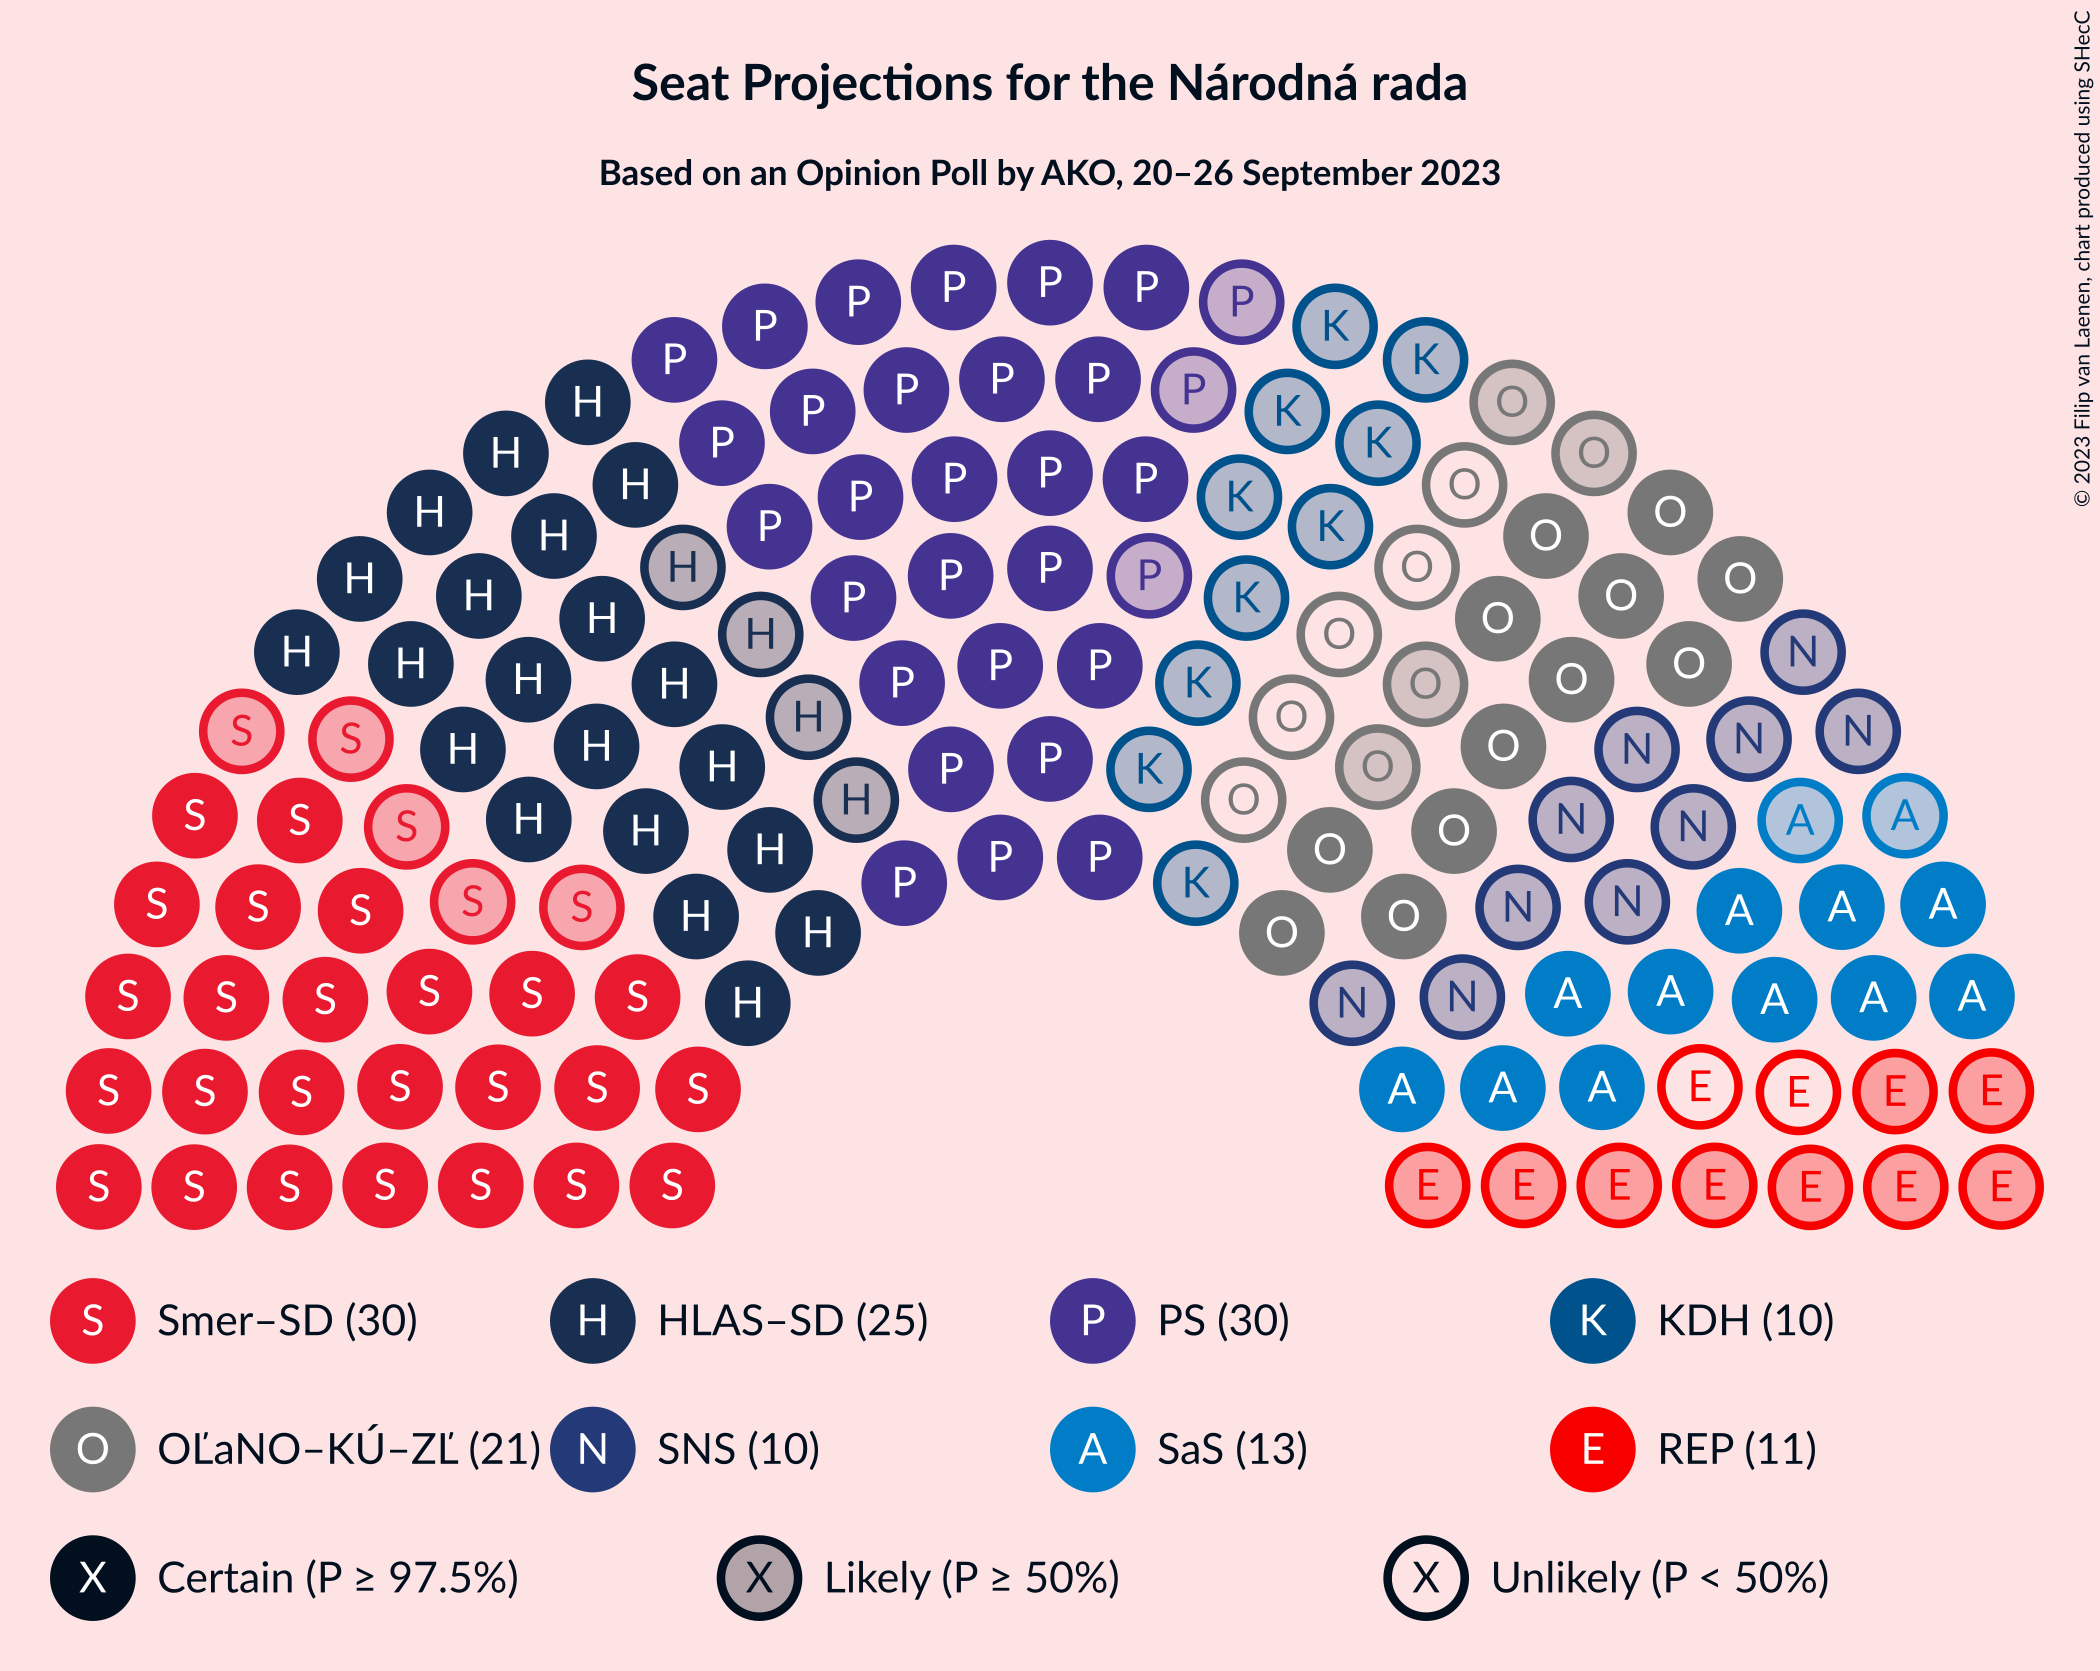 Seat Projections for the Národná rada
Based on an Opinion Poll by AKO, 20–26 September 2023
© 2023 Filip van Laenen, chart produced using SHecC
P P P P P P P K K
H P P P P P P K K O O
H H P P P P P K K O O O
H H H P P P P K O O O O
H H H H P P P K O O O O N
S S H H H H P P K O O O O N N N
S S S H H H H P P P K O O O O N N A A
S S S S S H H O O N N A A A
S S S S S S H N N A A A A A
S S S S S S S A A A E E E E
S S S S S S S E E E E E E E
S Smer–SD (30) H HLAS–SD (25) P PS (30) K KDH (10)
O OĽaNO–KÚ–ZĽ (21) N SNS (10) A SaS (13) E REP (11)
X Certain (P ≥ 97.5%) X Likely (P ≥ 50%) X Unlikely (P < 50%)